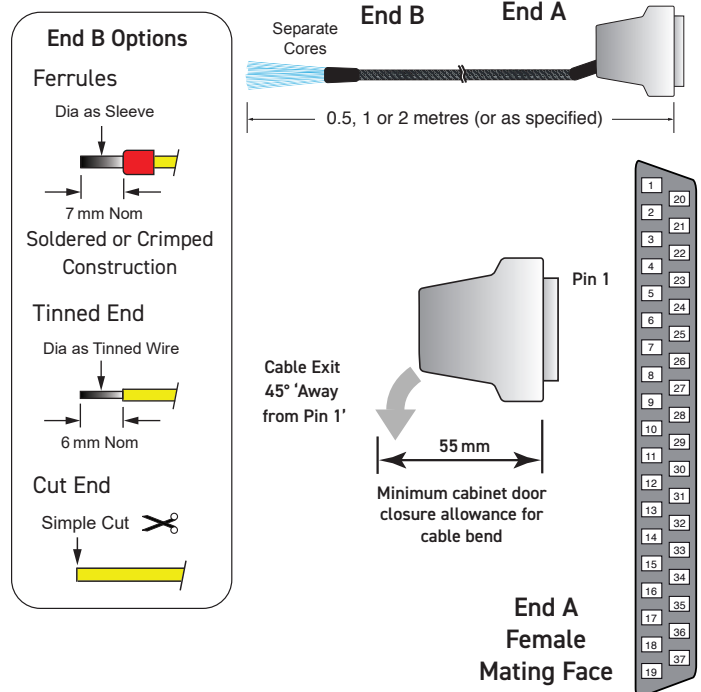 End B Options
Ferrules
Dia as Sleeve
7 mm Nom
Soldered or Crimped
Construction
Tinned End
Dia as Tinned Wire
6 mm Nom
Cut End
Simple Cut
Separate
Cores
End B
End A
0.5, 1 or 2 metres (or as specified)
Pin 1
Cable Exit
45° ‘Away
from Pin 1’
55 mm
Minimum cabinet door
closure allowance for
cable bend
1
20
2
21
3
22
4
23
5
24
6
25
7
26
8
27
9
28
10
29
11
30
12
31
13
32
14
33
15
34
16
35
17
36
18
37
19
End A
Female
Mating Face